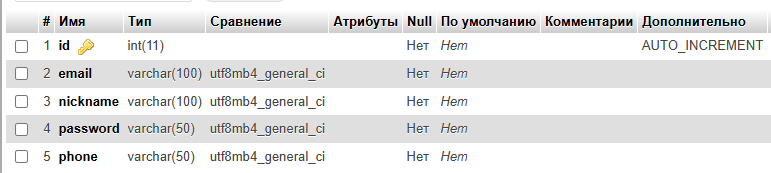 # Имя Тип Сравнение Атрибуты Null По умолчанию Комментарии Дополнительно
1 id int(11) Нет Нет AUTO_INCREMENT
2 email varchar(100) utf8mb4_general_ci Нет Нет
3 nickname varchar(100) utf8mb4_general_ci Нет Нет
4 password varchar(50) utf8mb4_general_ci Нет Нет
5 phone varchar(50) utf8mb4_general_ci Нет Нет